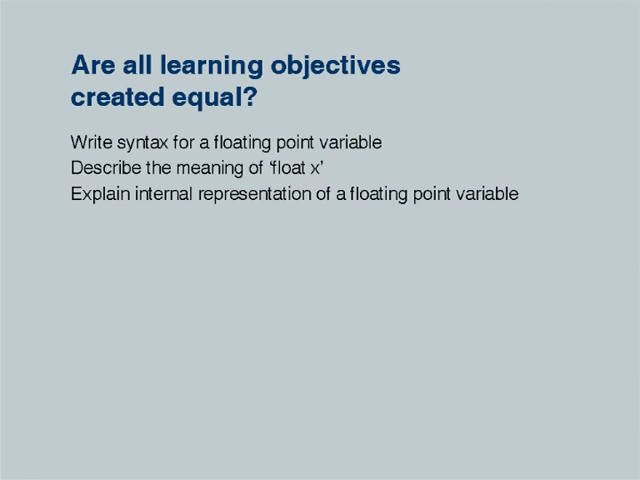 Are all learning objectives
created equal?
Write syntax for a floating point variable
Describe the meaning of ‘float x’
Explain internal representation of a floating point variable